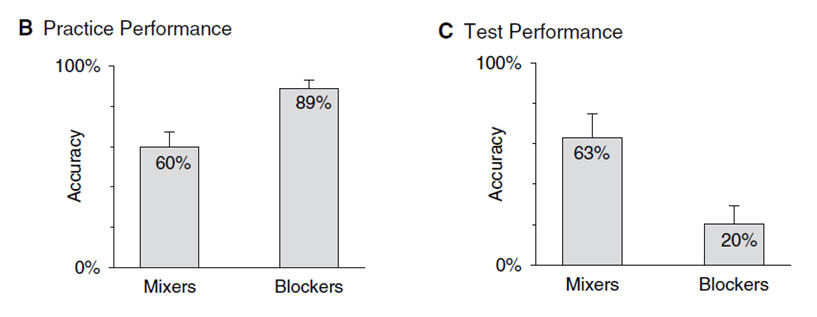 B Practice Performance
100%
Accuracy
60%
89%
0%
Mixers Blockers
C Test Performance
100%
Accuracy
63%
20%
0%
Mixers Blockers